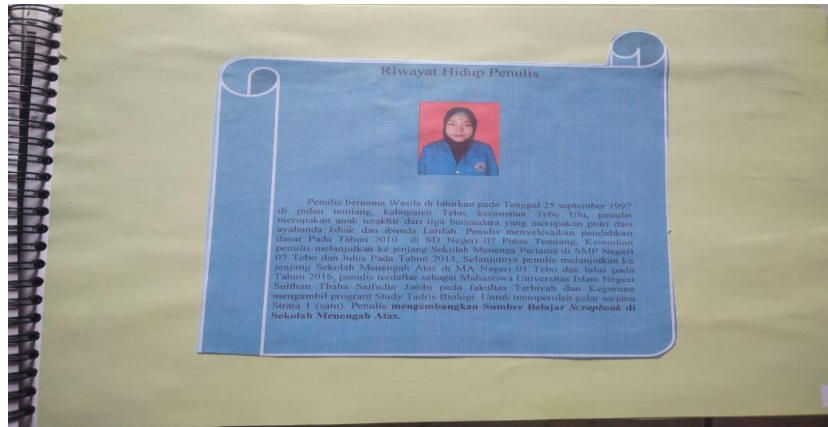 Riwayat Hidup Penulis
Penulis bernama Wasila di lahirkan pada Tanggal 25 september 1997
di pulau temiang, kabupaten Tebo, kecamatan Tebo Ulu, penulis
merupakan anak terakhir dari tiga bersaudara yang merupakan putri dari
ayahanda Ishak dan ibunda Latifah. Penulis menyelesaikan pendidikan
dasar Pada Tahun 2010 di SD Negeri 07 Pulau Temiang, Kemudian
penulis melanjutkan ke jenjang Sekolah Menenga Pertama di SMP Negeri
07 Tebo dan lulus Pada Tahun 2013, Selanjutnya penulis melanjutkan ke
jenjang Sekolah Menengah Atas di MA Negeri 01 Tebo dan lulus pada
Tahun 2016, penulis terdaftar sebagai Mahasiswa Universitas Islam Negeri
Sulthan Thaha Saifudin Jambi pada fakultas Tarbiyah dan Keguruan
mengambil program Study Tadris Biologi. Untuk memperoleh gelar sarjana
Strata 1 (satu). Penulis mengembangkan Sumber Belajar Scrapbook di
Sekolah Menengah Atas.